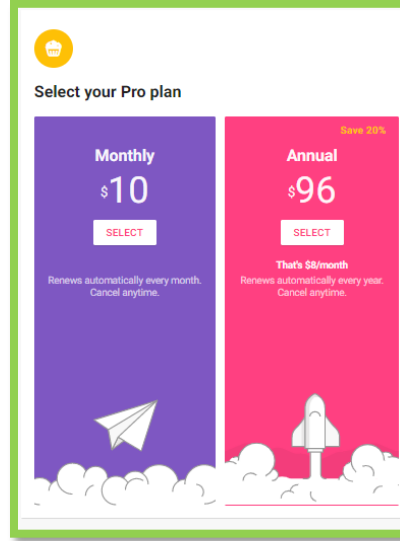 Select your Pro plan
Monthly
$10
SELECT
Renews automatically every month.
Cancel anytime.
Save 20%
Annual
$96
SELECT
That's $8/month
Renews automatically every year.
Cancel anytime.